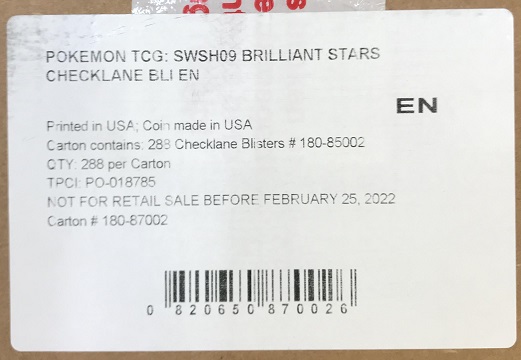 POKEMON TCG: SWSH09 BRILLIANT STARS
CHECKLANE BLI EN
EN
Printed in USA; Coin made in USA
Carton contains: 288 Checklane Blisters # 180-85002
QTY: 288 per Carton
TPCI: PO-018785
NOT FOR RETAIL SALE BEFORE FEBRUARY 25, 2022
Carton # 180-87002
0 820650 870026